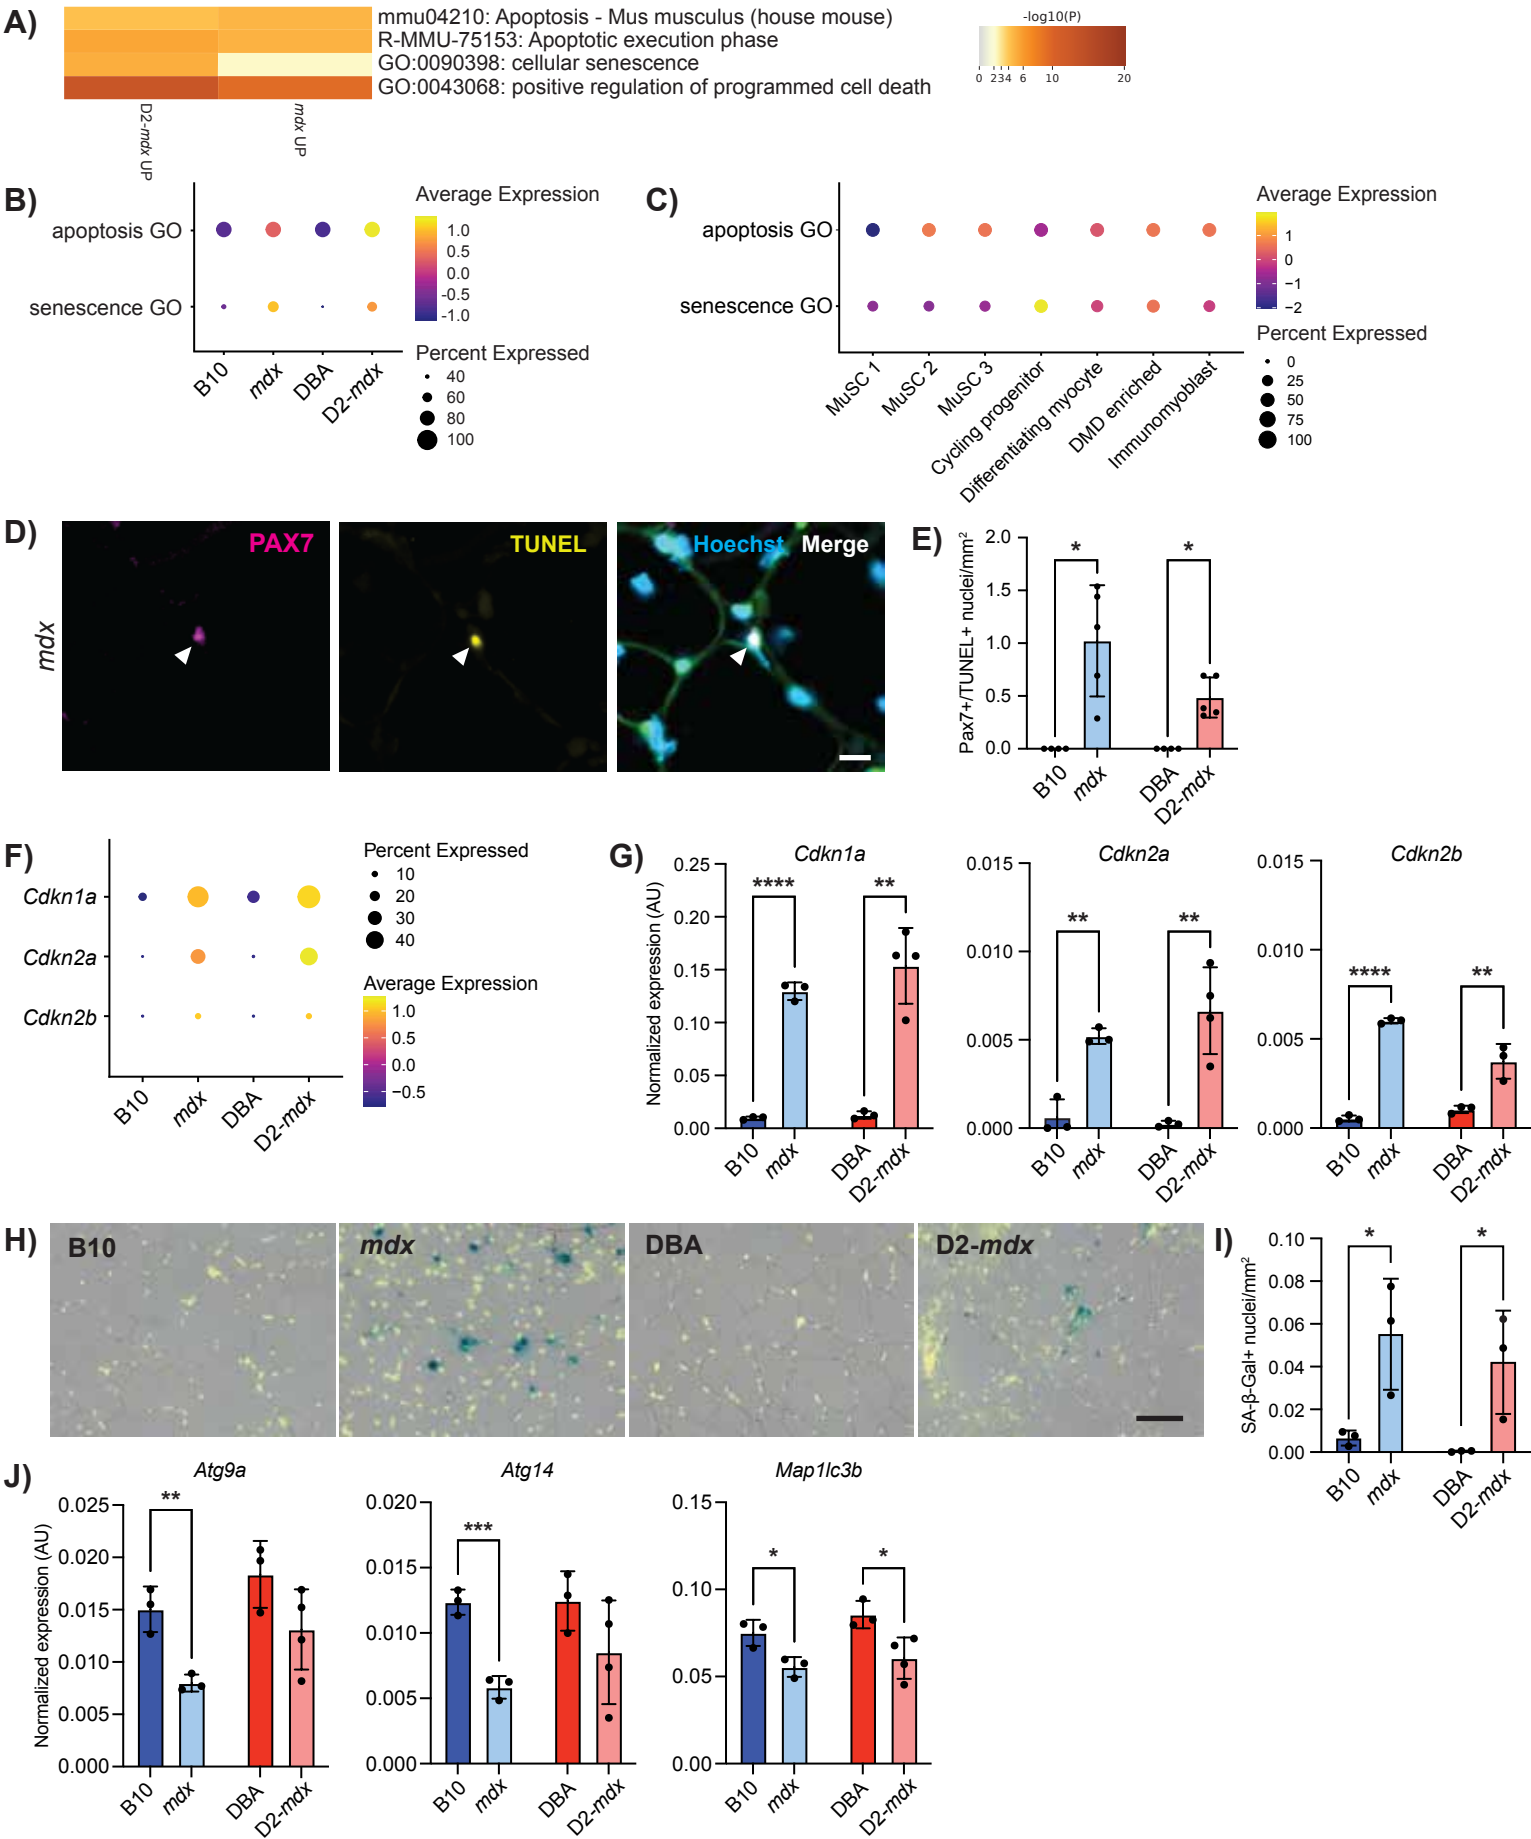 A)
mmu04210: Apoptosis - Mus musculus (house mouse)
R-MMU-75153: Apoptotic execution phase
GO:0090398: cellular senescence
GO:0043068: positive regulation of programmed cell death
D2-mdx UP
mdx UP
-log10(P)
0 2 3 4 6 10 20
B)
apoptosis GO
senescence GO
B10
mdx
DBA
D2-mdx
Average Expression
1.0
0.5
0.0
-0.5
-1.0
Percent Expressed
40
60
80
100
C)
apoptosis GO
senescence GO
MuSC 1
MuSC 2
MuSC 3
Cycling progenitor
Differentiating myocyte
DMD enriched
Immunomyoblast
Average Expression
1
0
−1
−2
Percent Expressed
0
25
50
75
100
D)
mdx
PAX7
TUNEL
Hoechst Merge
E)
Pax7+/TUNEL+ nuclei/mm²
2.0
1.5
1.0
0.5
0.0
* *
B10
mdx
DBA
D2-mdx
F)
Cdkn1a
Cdkn2a
Cdkn2b
B10
mdx
DBA
D2-mdx
Percent Expressed
10
20
30
40
Average Expression
1.0
0.5
0.0
−0.5
G)
Normalized expression (AU)
Cdkn1a
0.25
0.20
0.15
0.10
0.05
0.00
**** **
B10
mdx
DBA
D2-mdx
Cdkn2a
0.015
0.010
0.005
0.000
** **
B10
mdx
DBA
D2-mdx
Cdkn2b
0.015
0.010
0.005
0.000
**** **
B10
mdx
DBA
D2-mdx
H)
B10
mdx
DBA
D2-mdx
I)
SA-β-Gal+ nuclei/mm²
0.10
0.08
0.06
0.04
0.02
0.00
* *
B10
mdx
DBA
D2-mdx
J)
Normalized expression (AU)
Atg9a
0.025
0.020
0.015
0.010
0.005
0.000
**
B10
mdx
DBA
D2-mdx
Atg14
0.020
0.015
0.010
0.005
0.000
***
B10
mdx
DBA
D2-mdx
Map1lc3b
0.15
0.10
0.05
0.00
* *
B10
mdx
DBA
D2-mdx